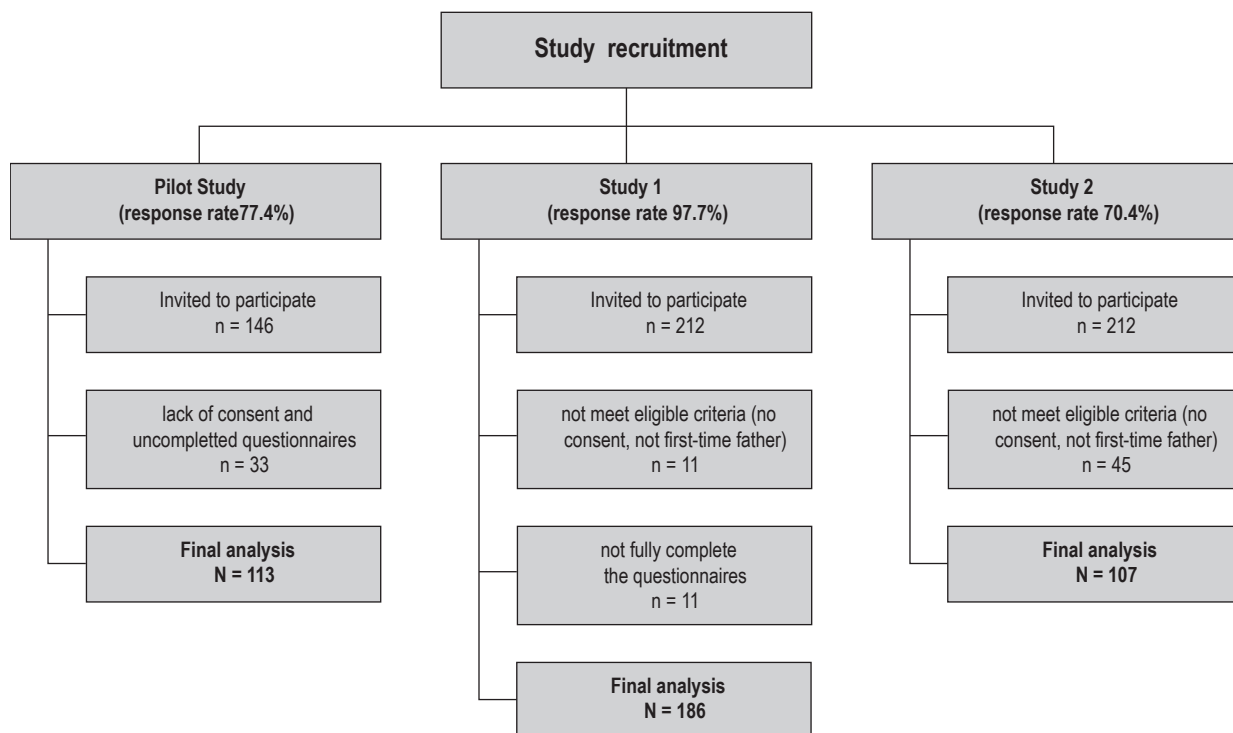 Study recruitment
Pilot Study
(response rate77.4%)
Invited to participate
n = 146
lack of consent and
uncompletted questionnaires
n = 33
Final analysis
N = 113
Study 1
(response rate 97.7%)
Invited to participate
n = 212
not meet eligible criteria (no
consent, not first-time father)
n = 11
not fully complete
the questionnaires
n = 11
Final analysis
N = 186
Study 2
(response rate 70.4%)
Invited to participate
n = 212
not meet eligible criteria (no
consent, not first-time father)
n = 45
Final analysis
N = 107